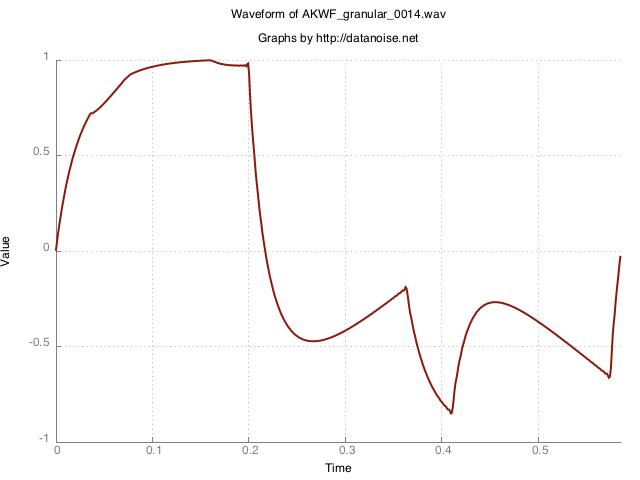 Waveform of AKWF_granular_0014.wav
Graphs by http://datanoise.net
1
0.5
0
-0.5
-1
Value
0 0.1 0.2 0.3 0.4 0.5
Time